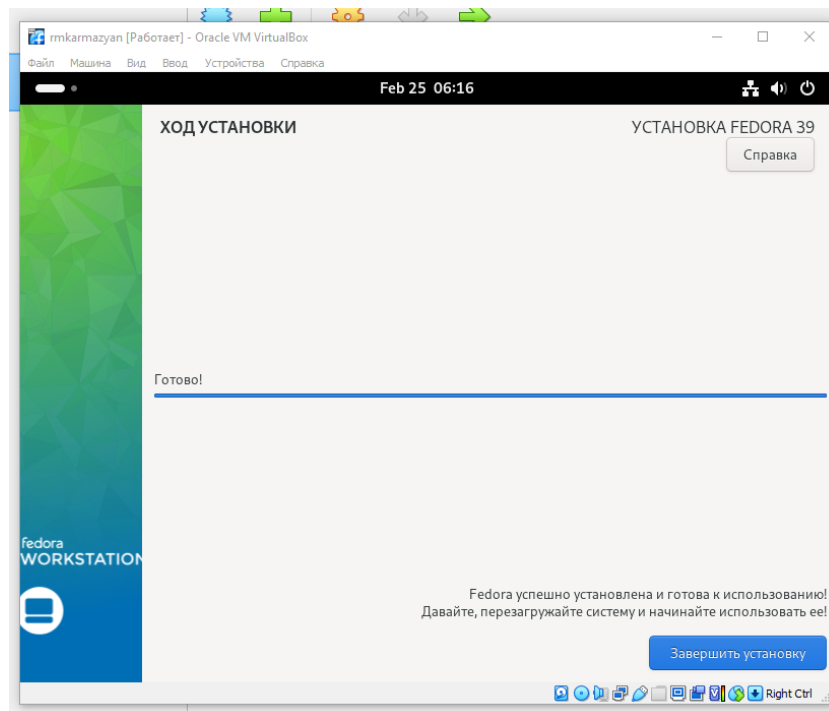 rmkarmazyan [Работает] - Oracle VM VirtualBox
Файл Машина Вид Ввод Устройства Справка
Feb 25 06:16
ХОД УСТАНОВКИ
УСТАНОВКА FEDORA 39
Справка
Готово!
fedora
WORKSTATION
Fedora успешно установлена и готова к использованию!
Давайте, перезагружайте систему и начинайте использовать ее!
Завершить установку
Right Ctrl